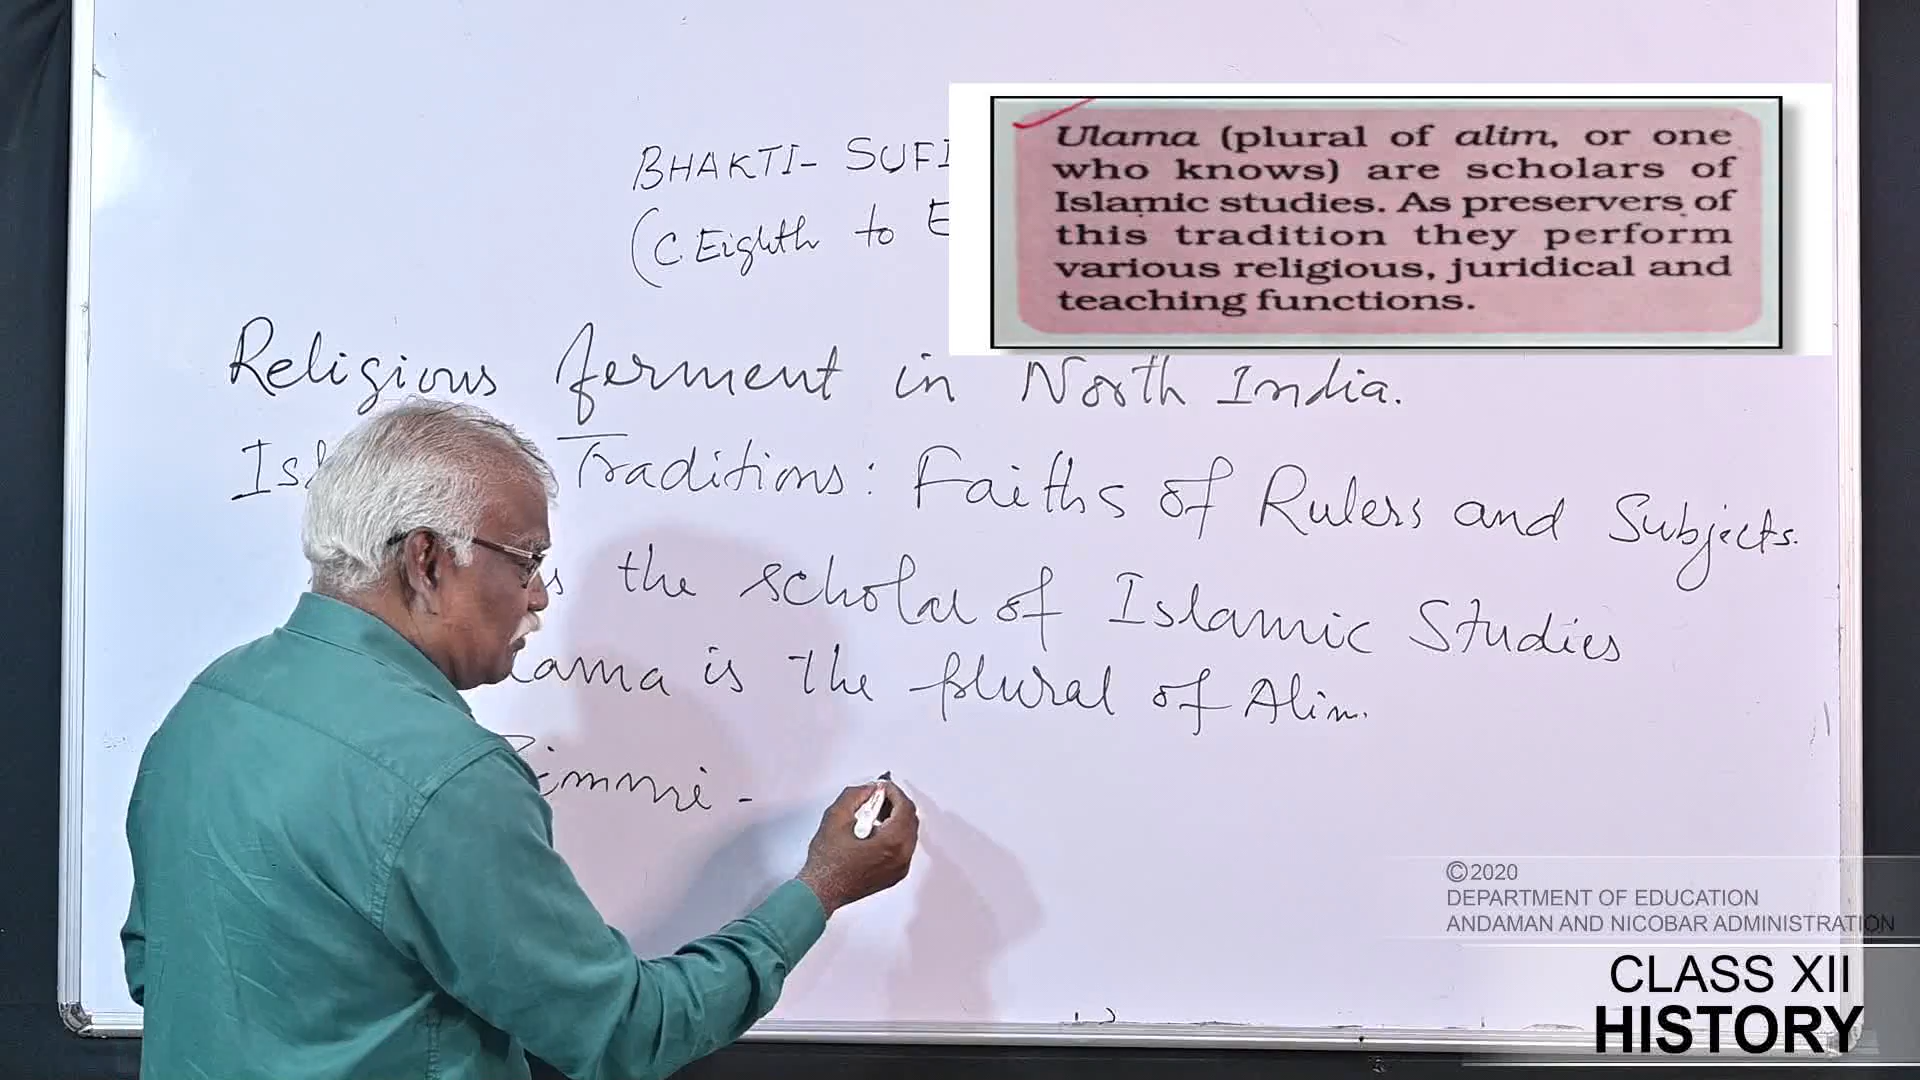 BHAKTI- SUFI
(C. Eighth to E
Ulama (plural of alim, or one
who knows) are scholars of
Islamic studies. As preservers of
this tradition they perform
various religious, juridical and
teaching functions.
Religious ferment in North India.
Traditions: Faiths of Rulers and Subjects.
the scholar of Islamic Studies
is the plural of Alim.
©2020
DEPARTMENT OF EDUCATION
ANDAMAN AND NICOBAR ADMINISTRATION
CLASS XII
HISTORY